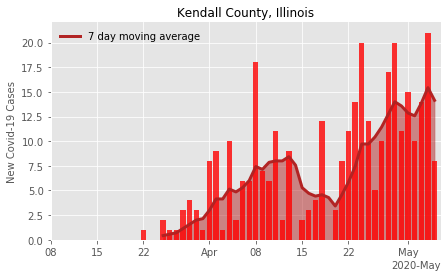 Kendall County, Illinois
7 day moving average
New Covid-19 Cases
20.0
17.5
15.0
12.5
10.0
7.5
5.0
2.5
0.0
08
15
22
Apr
08
15
22
May
2020-May